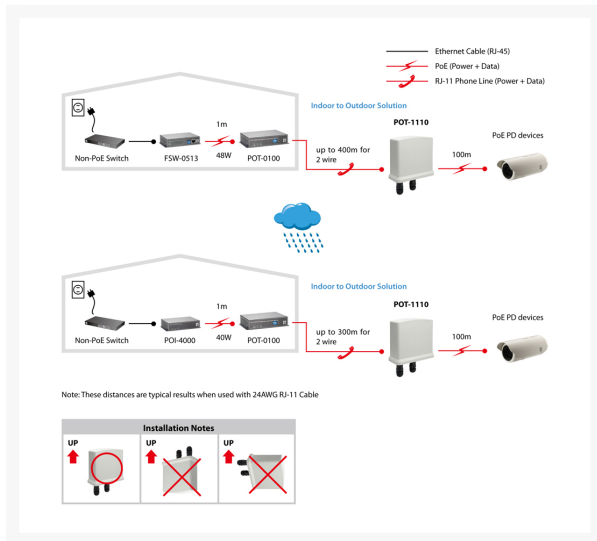 Ethernet Cable (RJ-45)
PoE (Power + Data)
RJ-11 Phone Line (Power + Data)
Indoor to Outdoor Solution
POT-1110
PoE PD devices
1m
up to 400m for
2 wire
100m
48W
Non-PoE Switch
FSW-0513
POT-0100
Indoor to Outdoor Solution
POT-1110
PoE PD devices
1m
up to 300m for
2 wire
100m
40W
Non-PoE Switch
POI-4000
POT-0100
Note: These distances are typical results when used with 24AWG RJ-11 Cable
Installation Notes
UP
UP
UP